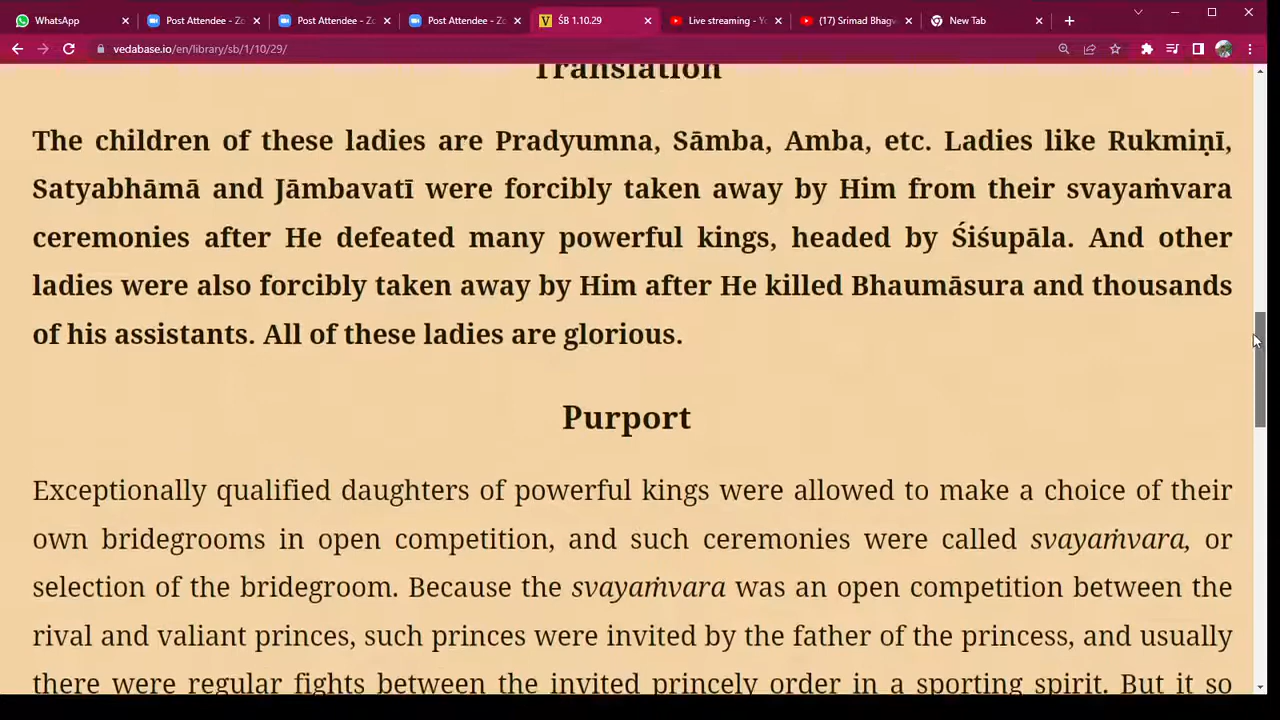 WhatsApp
Post Attendee - Zo
Post Attendee - Zo
Post Attendee - Zo
ŚB 1.10.29
Live streaming - Yo
(17) Srimad Bhagv
New Tab
vedabase.io/en/library/sb/1/10/29/
Translation
The children of these ladies are Pradyumna, Sāmba, Amba, etc. Ladies like Rukmiṇī,
Satyabhāmā and Jāmbavatī were forcibly taken away by Him from their svayaṁvara
ceremonies after He defeated many powerful kings, headed by Śiśupāla. And other
ladies were also forcibly taken away by Him after He killed Bhaumāsura and thousands
of his assistants. All of these ladies are glorious.
Purport
Exceptionally qualified daughters of powerful kings were allowed to make a choice of their
own bridegrooms in open competition, and such ceremonies were called svayaṁvara, or
selection of the bridegroom. Because the svayaṁvara was an open competition between the
rival and valiant princes, such princes were invited by the father of the princess, and usually
there were regular fights between the invited princely order in a sporting spirit. But it so